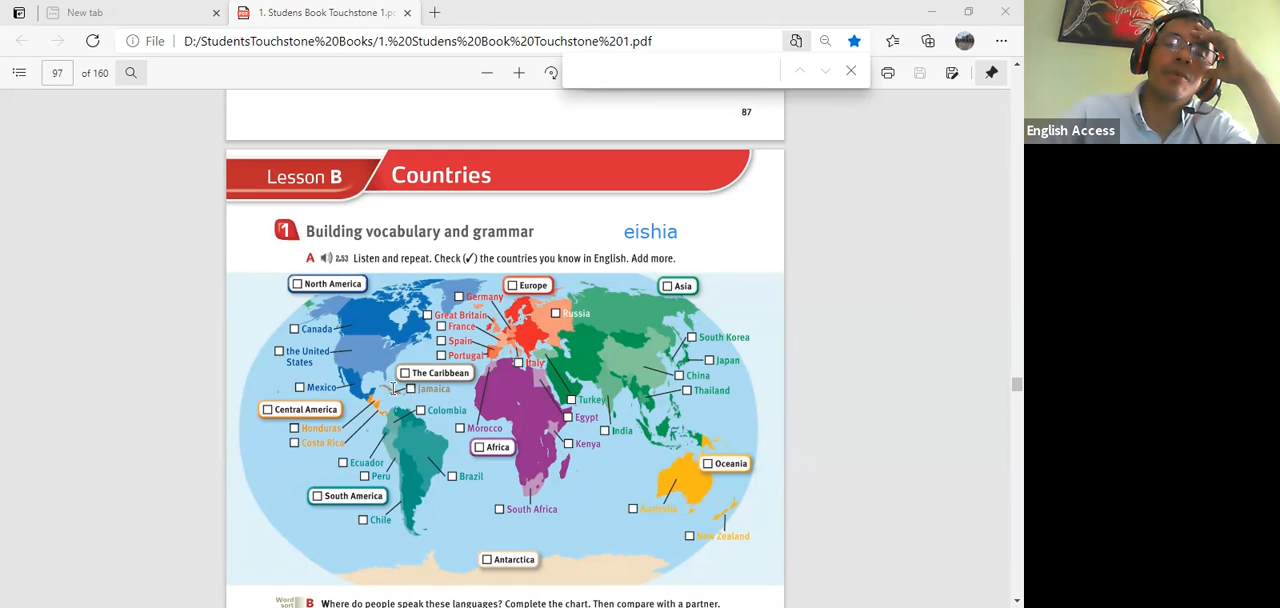 New tab
1. Studens Book Touchstone 1.p
File
D:/StudentsTouchstone%20Books/1.%20Studens%20Book%20Touchstone%201.pdf
97
of 160
English Access
87
Lesson B
Countries
1 Building vocabulary and grammar
eishia
A 2.53 Listen and repeat. Check (✓) the countries you know in English. Add more.
North America
Europe
Asia
Germany
Great Britain
Russia
Canada
France
South Korea
Spain
the United States
Portugal
Italy
Japan
The Caribbean
China
Mexico
Jamaica
Thailand
Turkey
Central America
Colombia
Egypt
Honduras
Morocco
India
Costa Rica
Africa
Kenya
Ecuador
Oceania
Peru
Brazil
South America
South Africa
Australia
Chile
New Zealand
Antarctica
Word sort
B Where do people speak these languages? Complete the chart. Then compare with a partner.